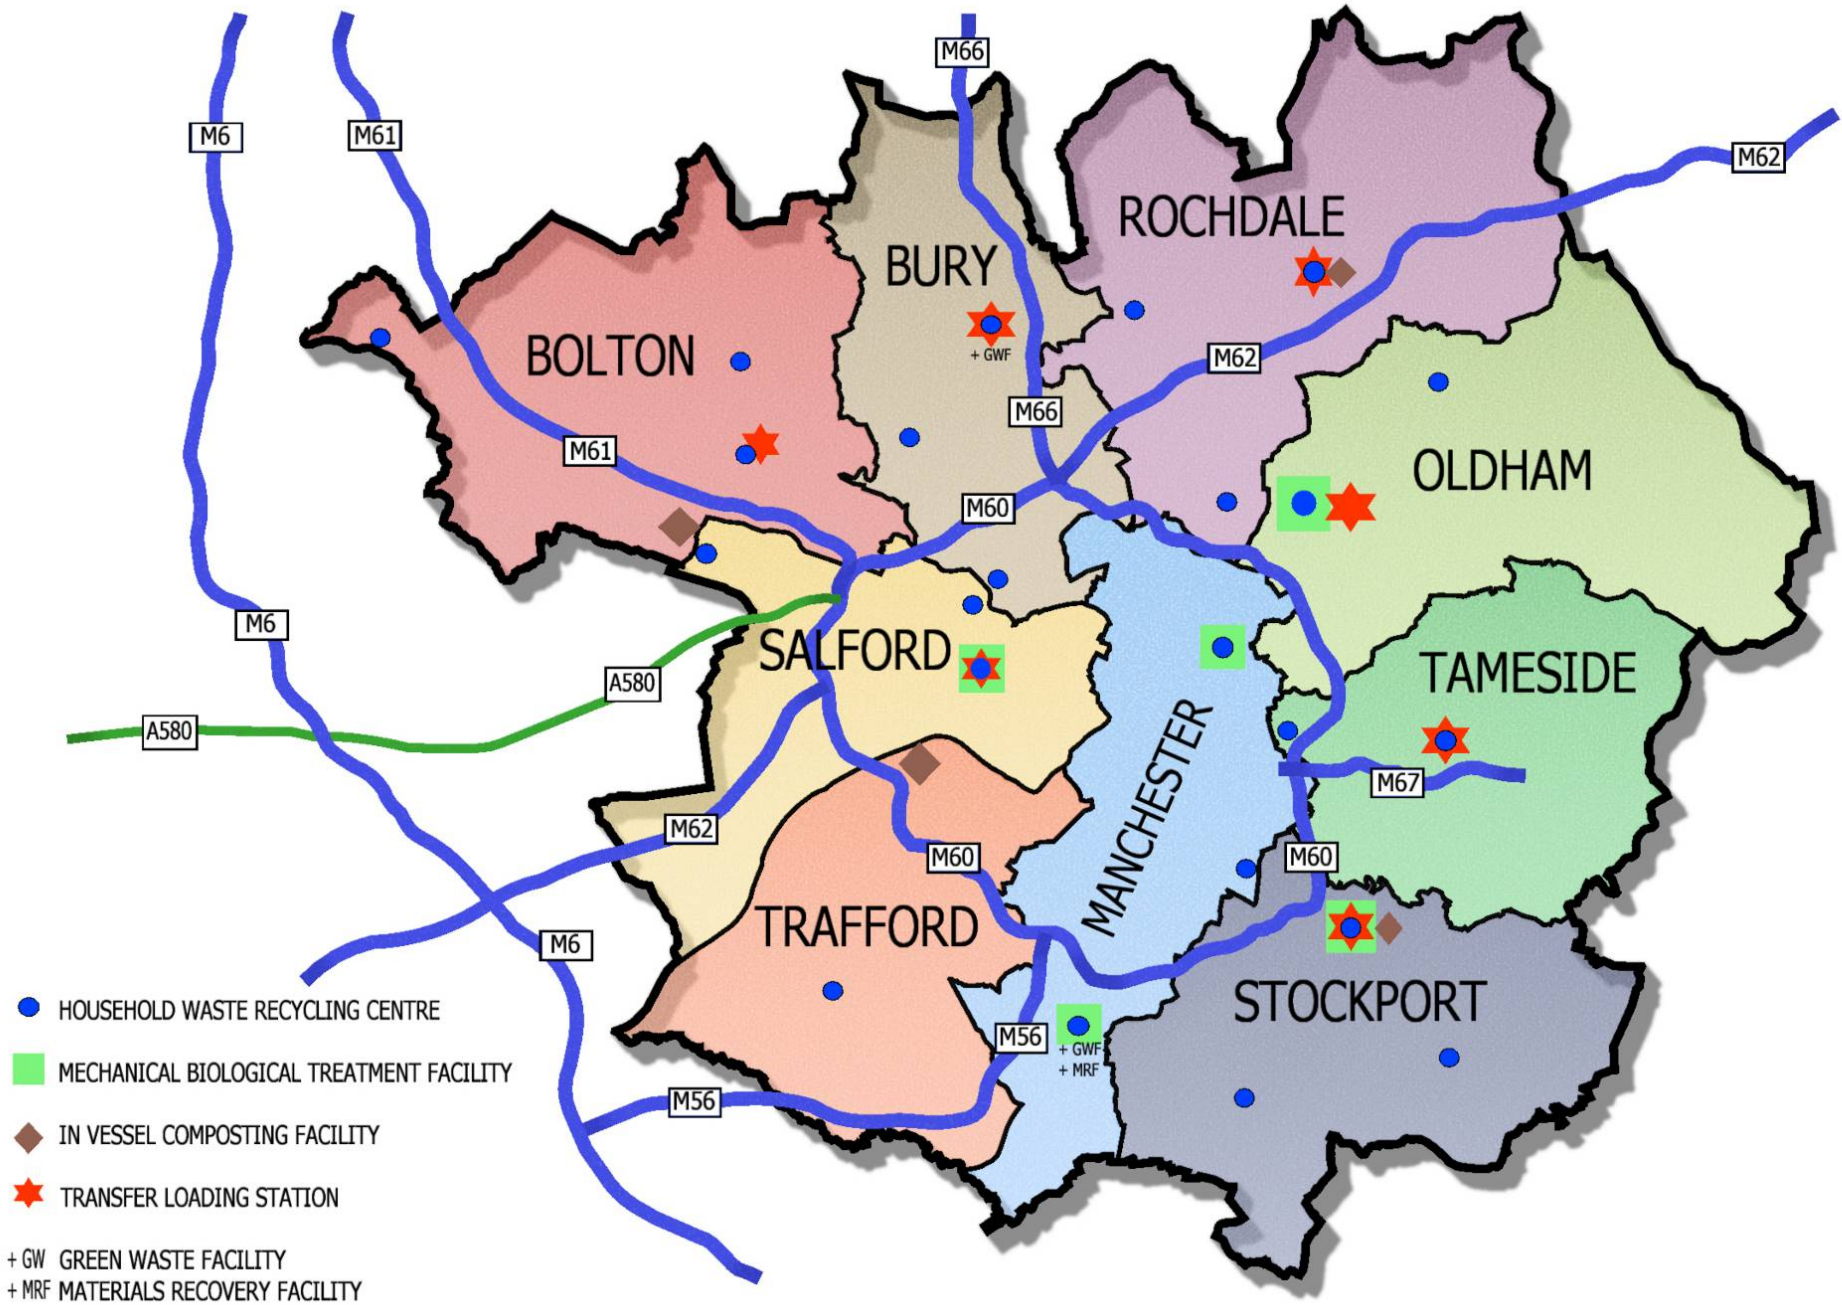 M66
M6
M61
M62
ROCHDALE
BURY
BOLTON
+ GWF
M62
M66
M61
OLDHAM
M60
M6
SALFORD
TAMESIDE
A580
A580
MANCHESTER
M67
M62
M60
M60
TRAFFORD
M6
STOCKPORT
M56
+ GWF
+ MRF
M56
HOUSEHOLD WASTE RECYCLING CENTRE
MECHANICAL BIOLOGICAL TREATMENT FACILITY
IN VESSEL COMPOSTING FACILITY
TRANSFER LOADING STATION
+ GW GREEN WASTE FACILITY
+ MRF MATERIALS RECOVERY FACILITY